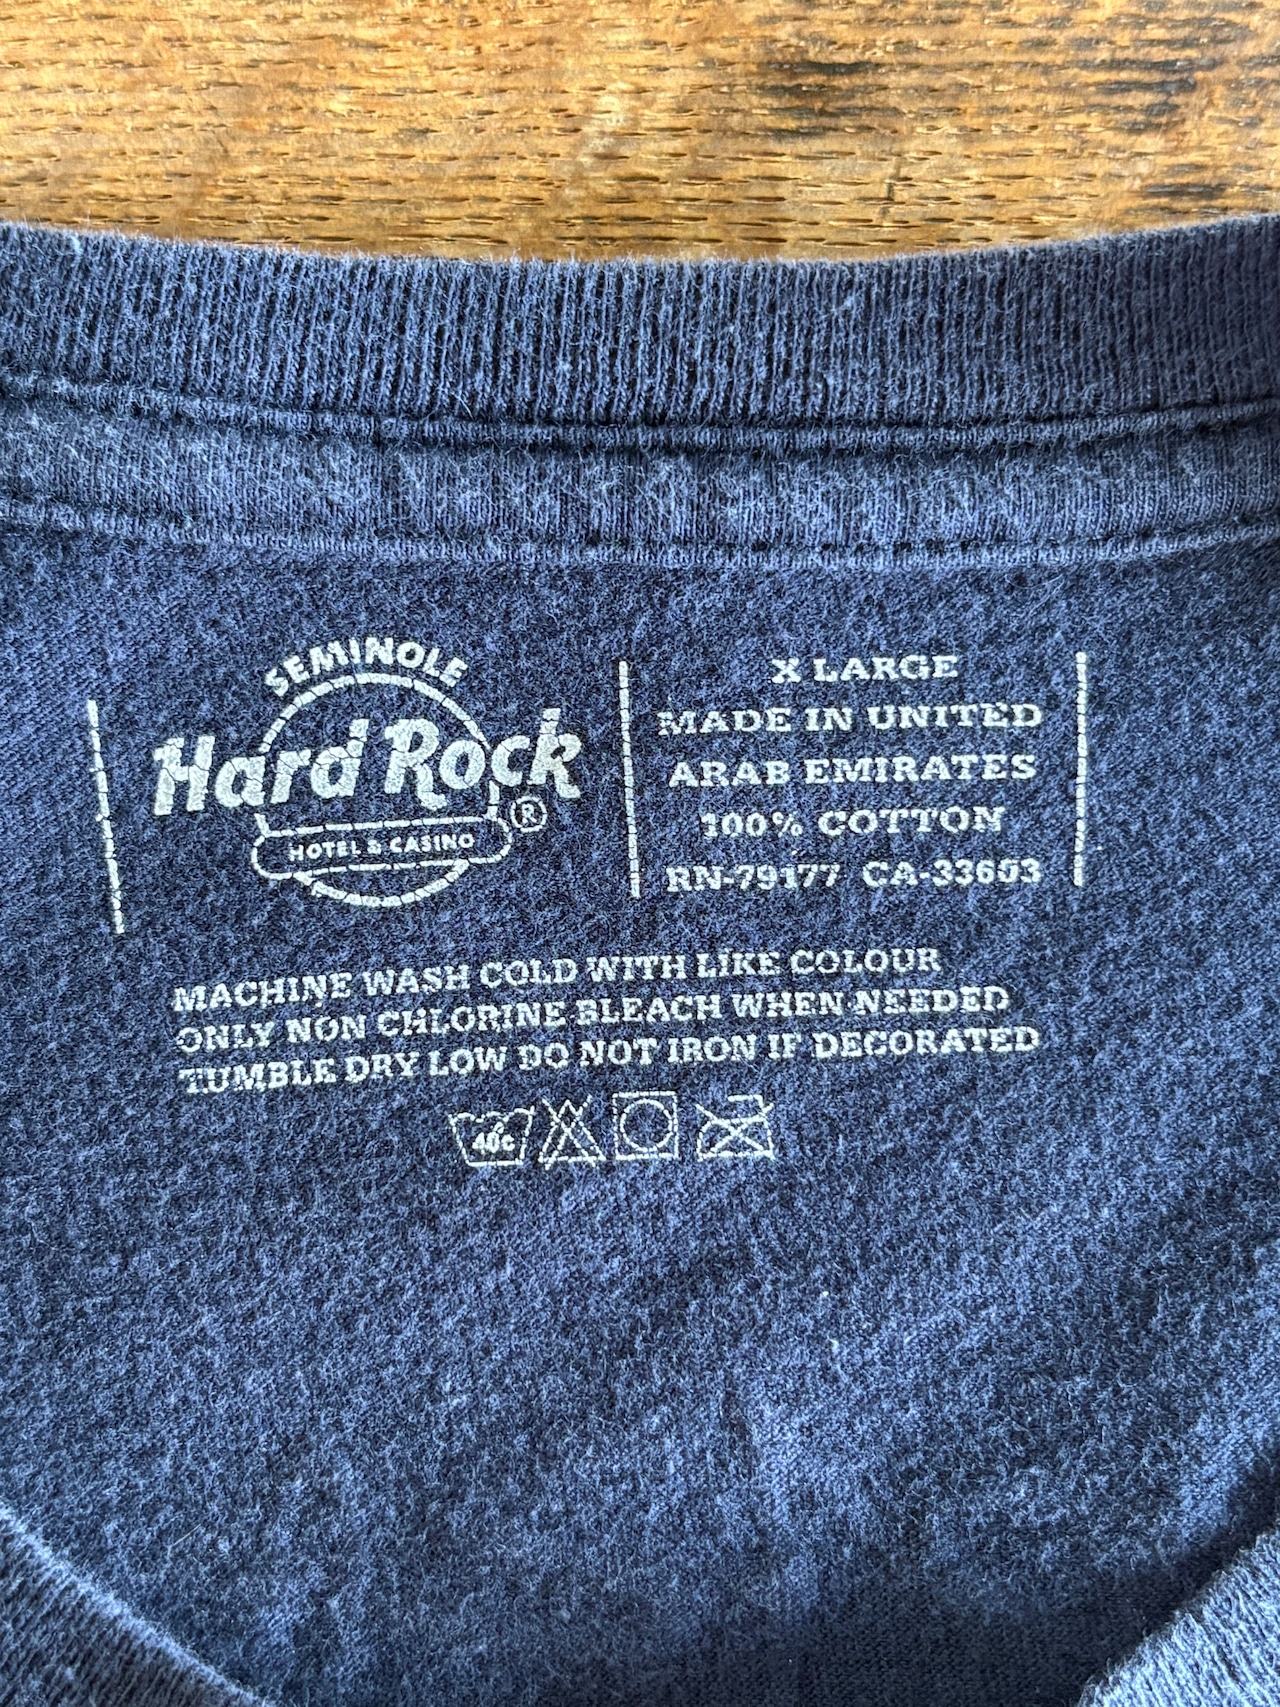 SEMINOLE
Hard Rock ®
HOTEL & CASINO
X LARGE
MADE IN UNITED
ARAB EMIRATES
100% COTTON
RN-79177 CA-33603
MACHINE WASH COLD WITH LIKE COLOUR
ONLY NON CHLORINE BLEACH WHEN NEEDED
TUMBLE DRY LOW DO NOT IRON IF DECORATED
40c